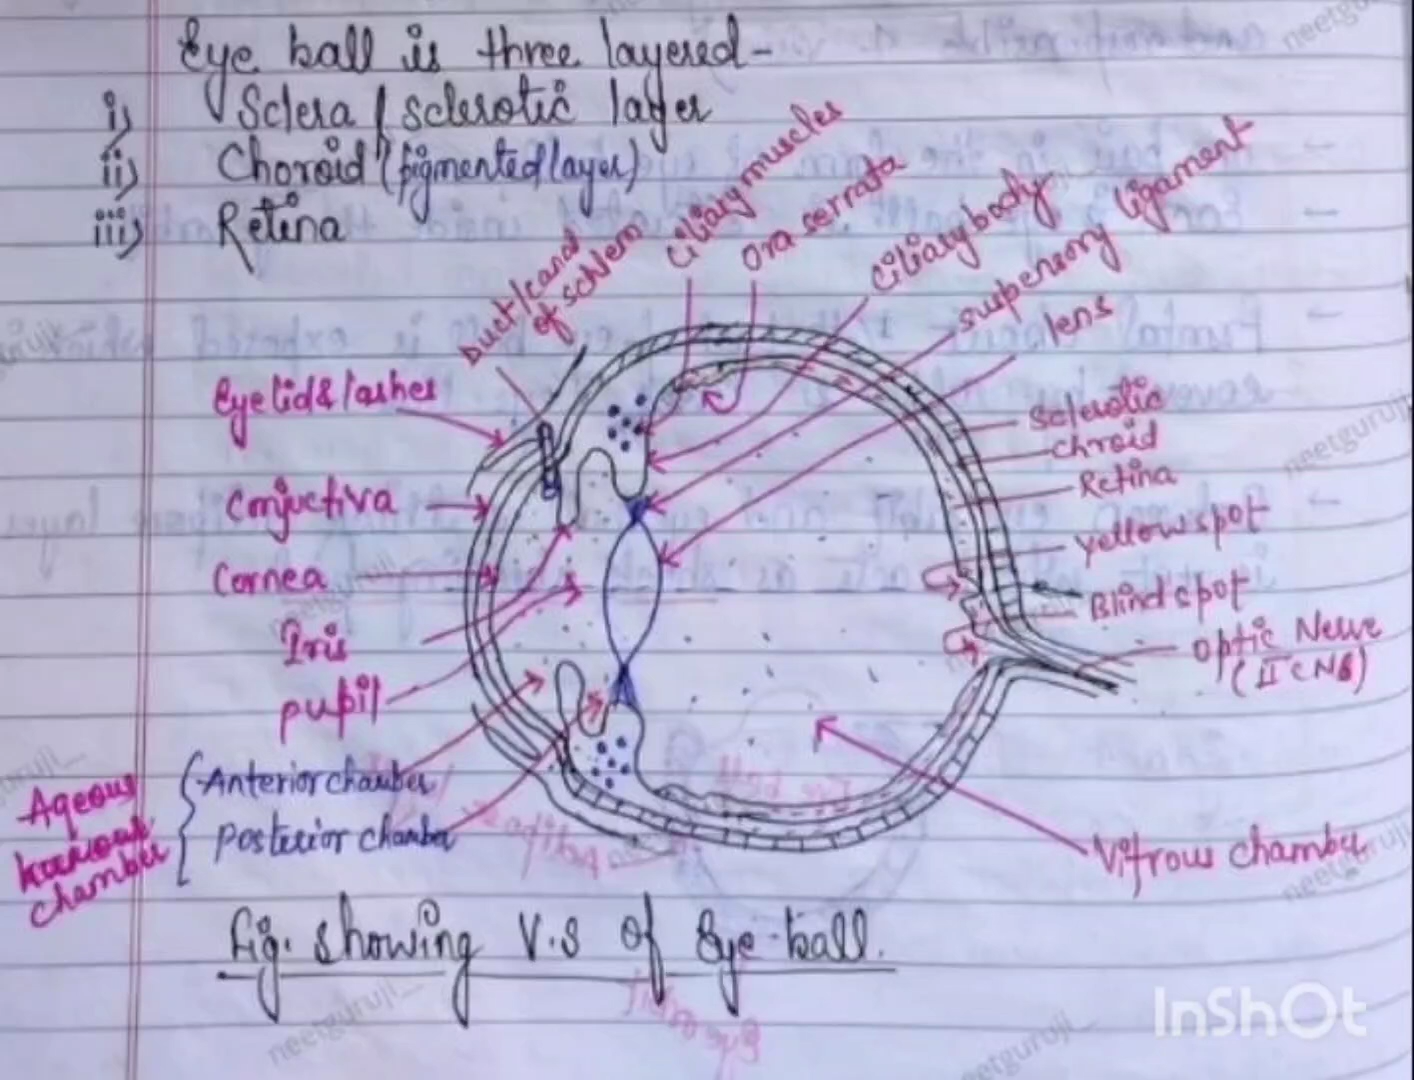 Eye ball is three layered-
i) Sclera / sclerotic layer
ii) Choroid (pigmented layer)
iii) Retina
Duct/canal
of schlem
ciliary muscles
Ora serrata
ciliary body
suspensory ligament
lens
Eyelid & lashes
Conjuctiva
Cornea
Iris
pupil
Aqeous
chamber
Anterior chamber
Posterior chamber
Sclerotic
chroid
Retina
yellow spot
Blind spot
optic Nerve
(II CNs)
Vitrous chamber
Fig. showing V.S of Eye-ball.
neetguruji_
InShOt